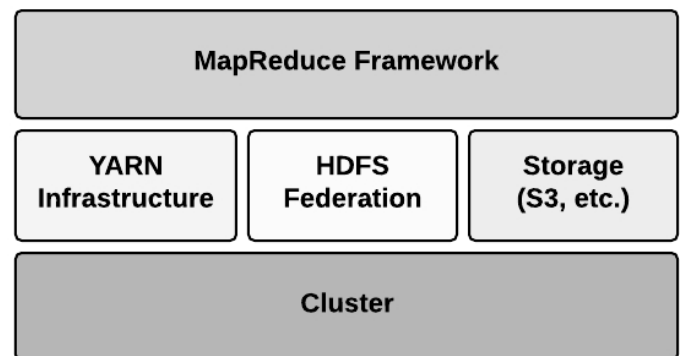 MapReduce Framework
YARN
Infrastructure
HDFS
Federation
Storage
(S3, etc.)
Cluster